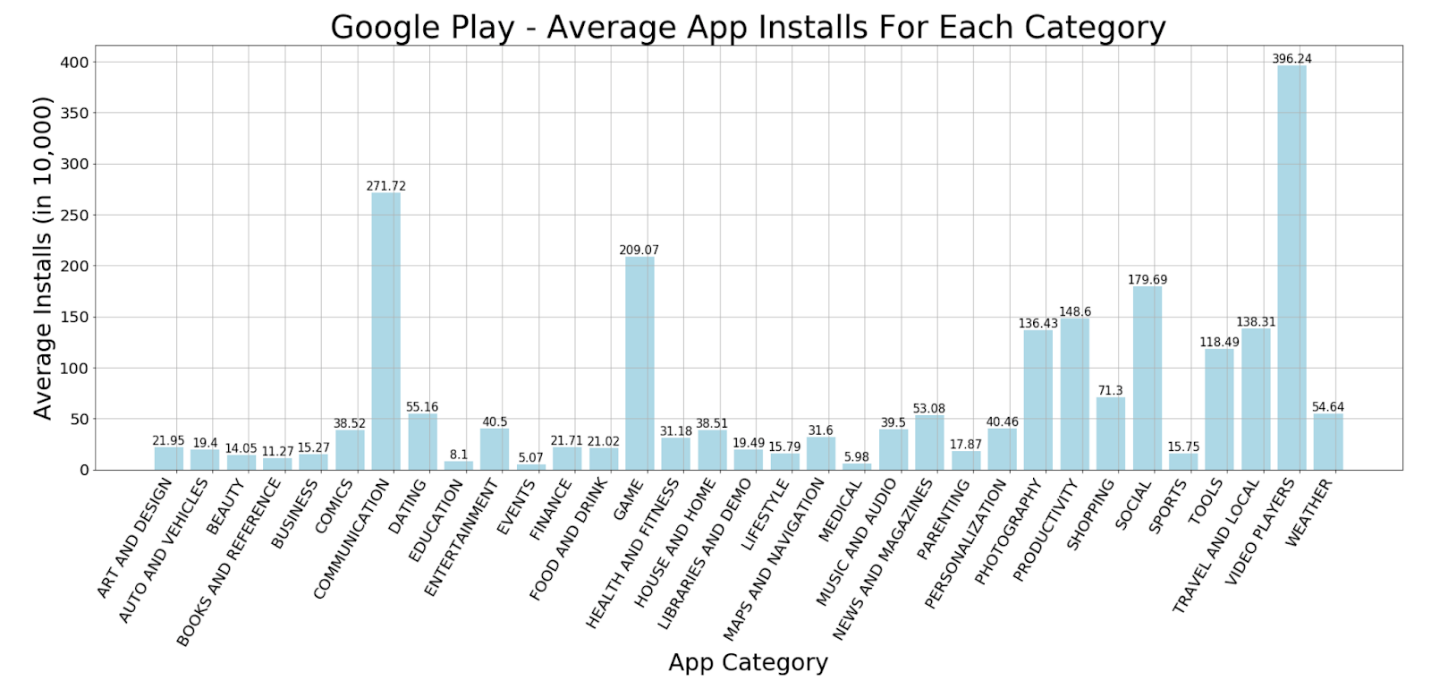 Google Play - Average App Installs For Each Category
Average Installs (in 10,000)
400
350
300
250
200
150
100
50
0
21.95
19.4
14.05
11.27
15.27
38.52
271.72
55.16
8.1
40.5
5.07
21.71
21.02
209.07
31.18
38.51
19.49
15.79
31.6
5.98
39.5
53.08
17.87
40.46
136.43
148.6
71.3
179.69
15.75
118.49
138.31
396.24
54.64
ART AND DESIGN
AUTO AND VEHICLES
BEAUTY
BOOKS AND REFERENCE
BUSINESS
COMICS
COMMUNICATION
DATING
EDUCATION
ENTERTAINMENT
EVENTS
FINANCE
FOOD AND DRINK
GAME
HEALTH AND FITNESS
HOUSE AND HOME
LIBRARIES AND DEMO
LIFESTYLE
MAPS AND NAVIGATION
MEDICAL
MUSIC AND AUDIO
NEWS AND MAGAZINES
PARENTING
PERSONALIZATION
PHOTOGRAPHY
PRODUCTIVITY
SHOPPING
SOCIAL
SPORTS
TOOLS
TRAVEL AND LOCAL
VIDEO PLAYERS
WEATHER
App Category